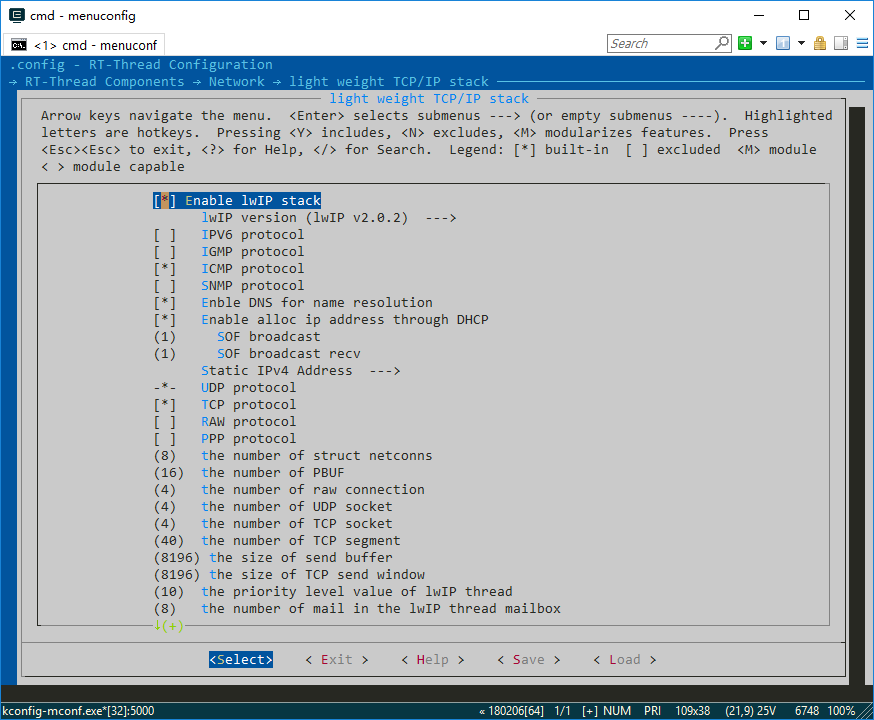 cmd - menuconfig
<1> cmd - menuconf
Search
.config - RT-Thread Configuration
→ RT-Thread Components → Network → light weight TCP/IP stack
light weight TCP/IP stack
Arrow keys navigate the menu.  <Enter> selects submenus ---> (or empty submenus ----).  Highlighted
letters are hotkeys.  Pressing <Y> includes, <N> excludes, <M> modularizes features.  Press
<Esc><Esc> to exit, <?> for Help, </> for Search.  Legend: [*] built-in  [ ] excluded  <M> module
< > module capable
[*] Enable lwIP stack
lwIP version (lwIP v2.0.2)  --->
[ ]   IPV6 protocol
[ ]   IGMP protocol
[*]   ICMP protocol
[ ]   SNMP protocol
[*]   Enble DNS for name resolution
[*]   Enable alloc ip address through DHCP
(1)     SOF broadcast
(1)     SOF broadcast recv
Static IPv4 Address  --->
-*-   UDP protocol
[*]   TCP protocol
[ ]   RAW protocol
[ ]   PPP protocol
(8)   the number of struct netconns
(16)  the number of PBUF
(4)   the number of raw connection
(4)   the number of UDP socket
(4)   the number of TCP socket
(40)  the number of TCP segment
(8196) the size of send buffer
(8196) the size of TCP send window
(10)  the priority level value of lwIP thread
(8)   the number of mail in the lwIP thread mailbox
↓(+)
<Select>    < Exit >    < Help >    < Save >    < Load >
kconfig-mconf.exe*[32]:5000 « 180206[64] 1/1 [+] NUM PRI 109x38 (21,9) 25V 6748 100%